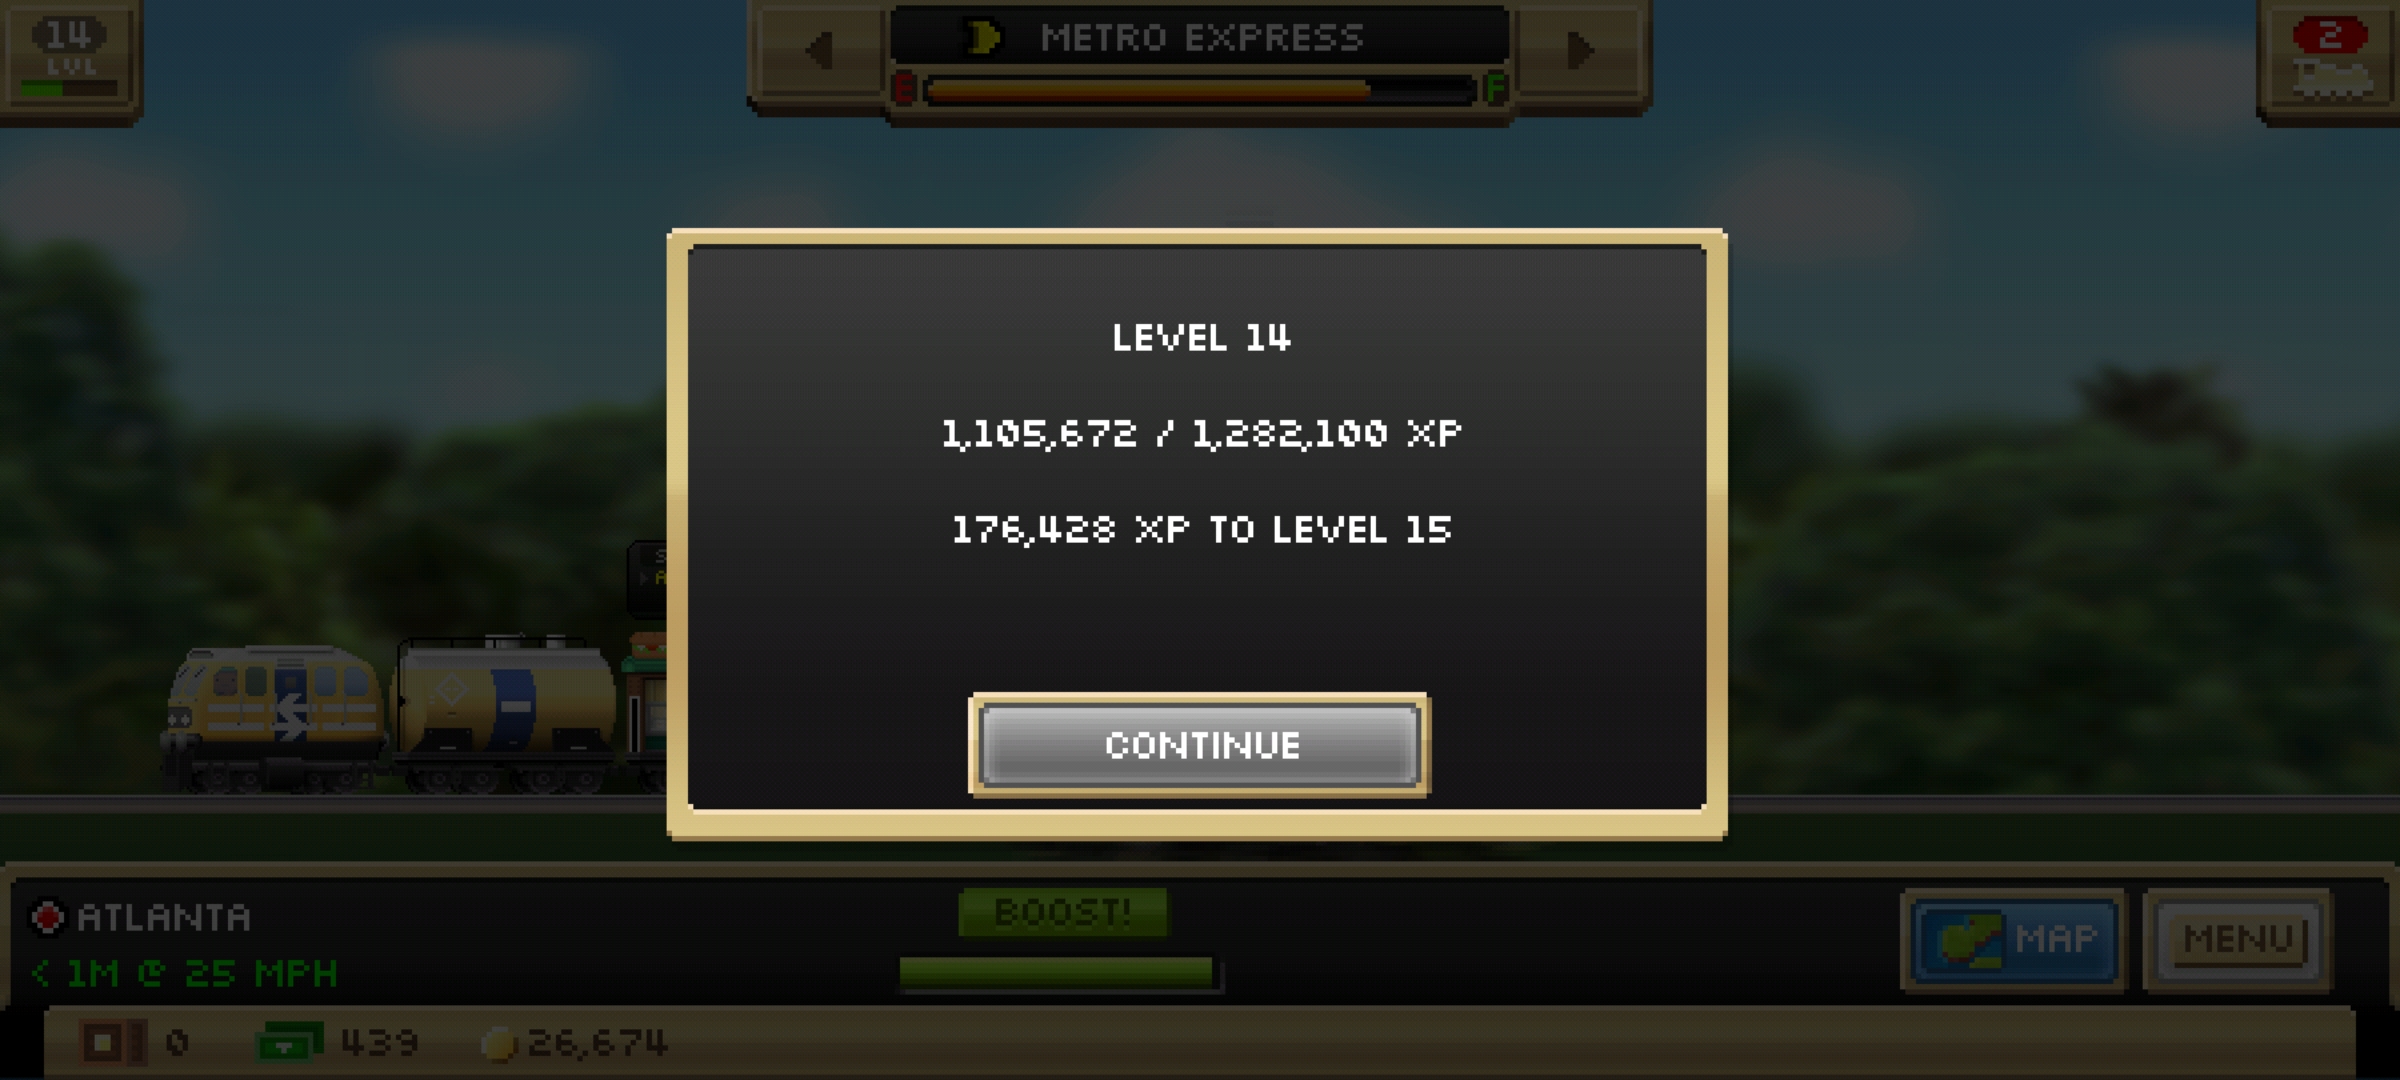 14
LVL
METRO EXPRESS
E
F
2
LEVEL 14
1,105,672 / 1,282,100 XP
176,428 XP TO LEVEL 15
CONTINUE
ATLANTA
< 1M @ 25 MPH
BOOST!
MAP
MENU
0
439
26,674